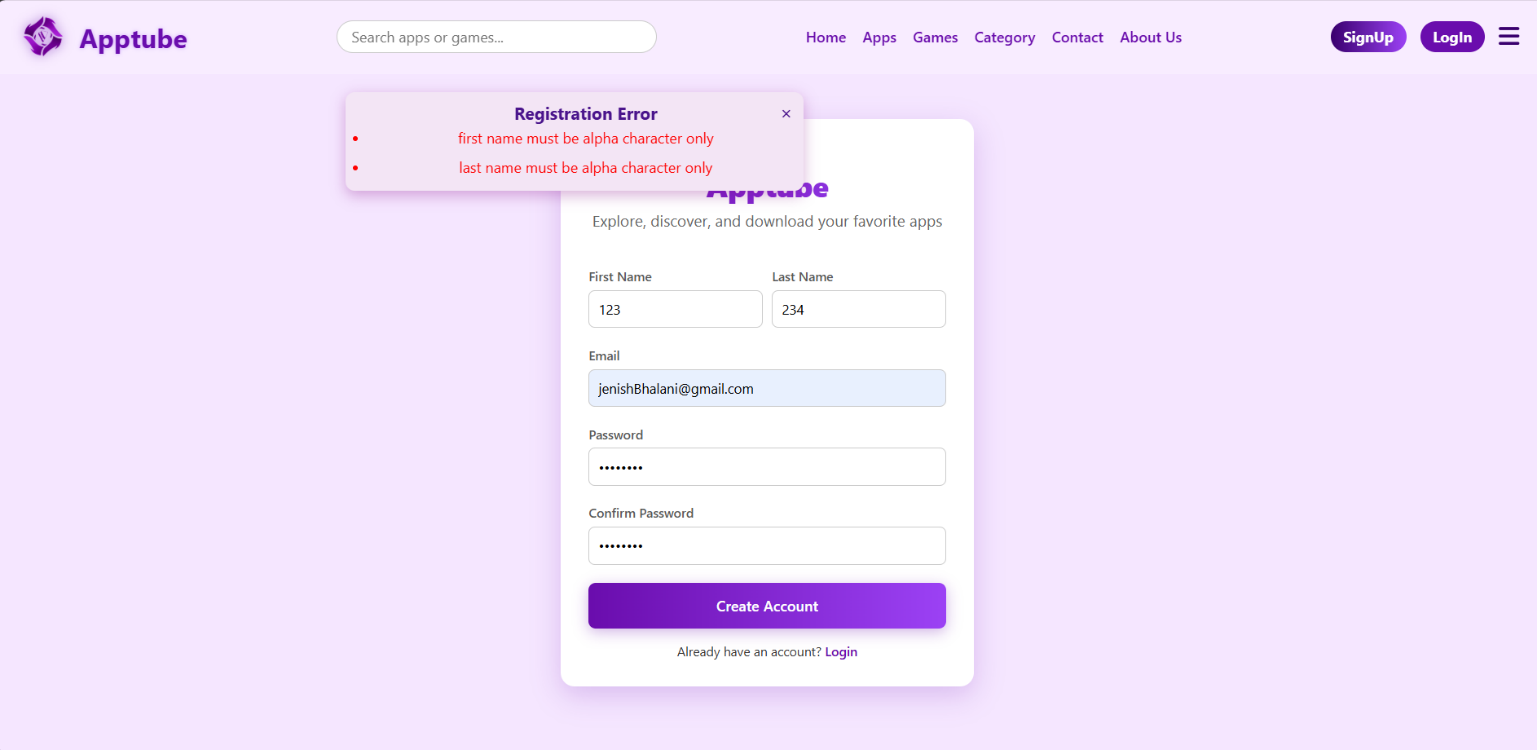 Apptube
Search apps or games...
Home Apps Games Category Contact About Us
SignUp LogIn
Registration Error ×
• first name must be alpha character only
• last name must be alpha character only
Apptube
Explore, discover, and download your favorite apps
First Name Last Name
123 234
Email
jenishBhalani@gmail.com
Password
••••••••
Confirm Password
••••••••
Create Account
Already have an account? Login